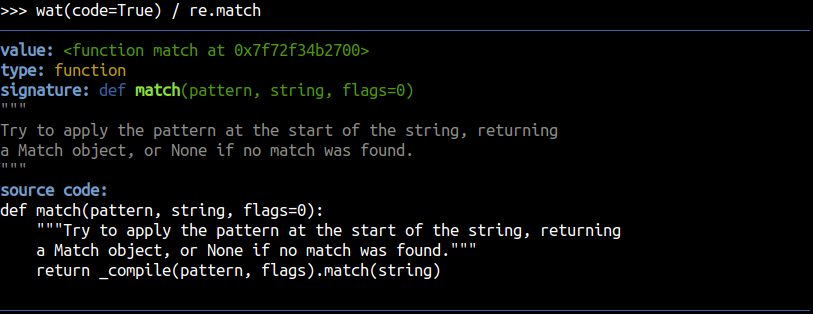 >>> wat(code=True) / re.match
value: <function match at 0x7f72f34b2700>
type: function
signature: def match(pattern, string, flags=0)
"""
Try to apply the pattern at the start of the string, returning
a Match object, or None if no match was found.
"""
source code:
def match(pattern, string, flags=0):
    """Try to apply the pattern at the start of the string, returning
    a Match object, or None if no match was found."""
    return _compile(pattern, flags).match(string)